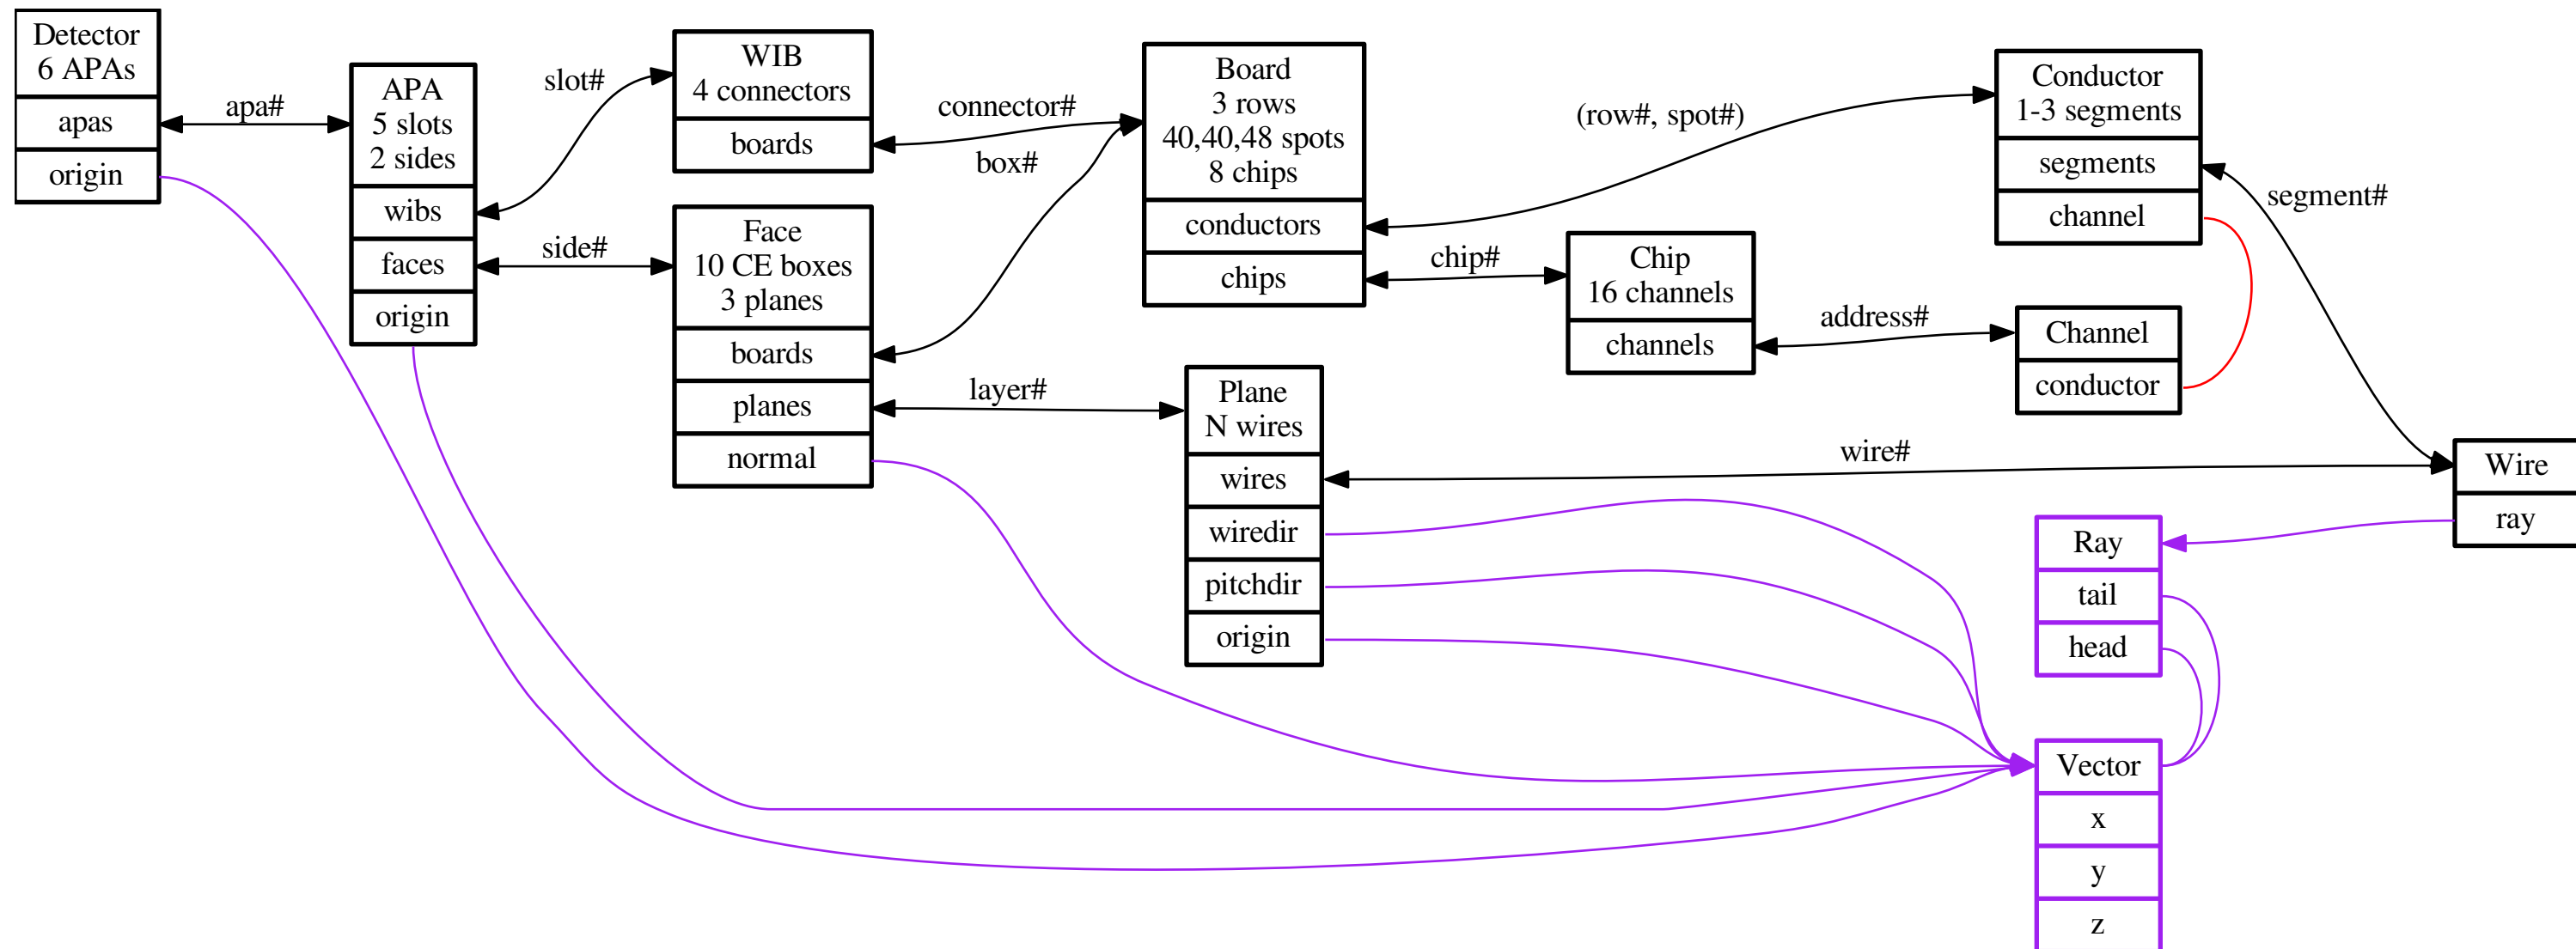 Detector
6 APAs
apas
origin
apa#
APA
5 slots
2 sides
wibs
faces
origin
slot#
side#
WIB
4 connectors
boards
Face
10 CE boxes
3 planes
boards
planes
normal
connector#
box#
layer#
Board
3 rows
40,40,48 spots
8 chips
conductors
chips
Plane
N wires
wires
wiredir
pitchdir
origin
(row#, spot#)
chip#
Chip
16 channels
channels
address#
wire#
Conductor
1-3 segments
segments
channel
Channel
conductor
segment#
Wire
ray
Ray
tail
head
Vector
x
y
z